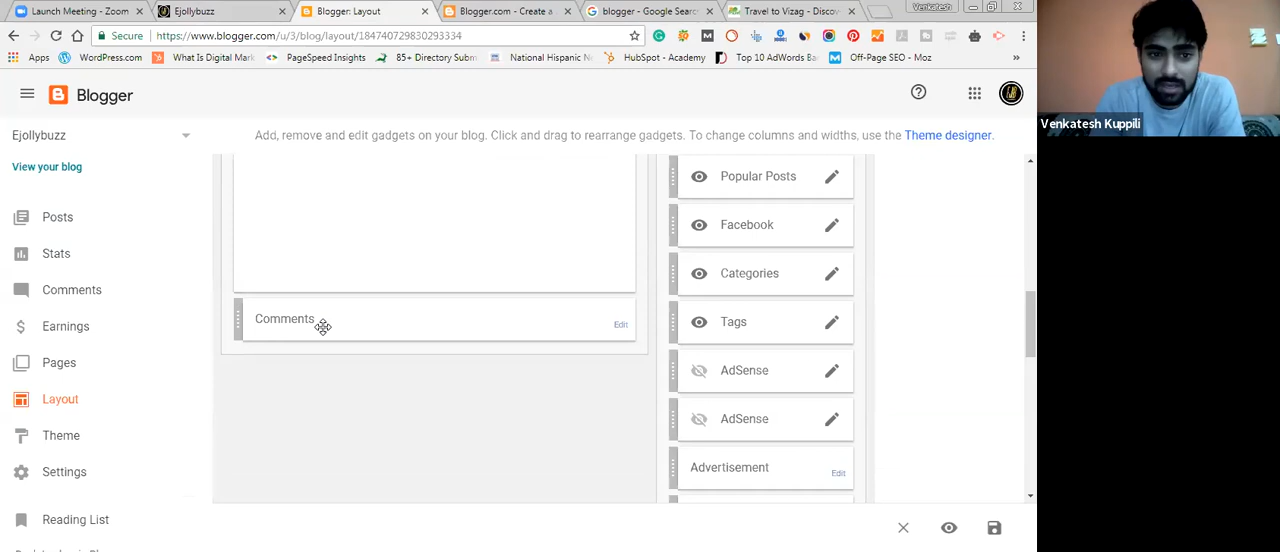 Launch Meeting - Zoom
Ejollybuzz
Blogger: Layout
Blogger.com - Create a
blogger - Google Sear
Travel to Vizag - Discov
Venkatesh
Secure
https://www.blogger.com/u/3/blog/layout/184740729830293334
Apps
WordPress.com
What Is Digital Mark
PageSpeed Insights
85+ Directory Subm
National Hispanic N
HubSpot - Academy
Top 10 AdWords Ba
Off-Page SEO - Moz
Blogger
Ejollybuzz
Add, remove and edit gadgets on your blog. Click and drag to rearrange gadgets. To change columns and widths, use the Theme designer.
View your blog
Posts
Stats
Comments
Earnings
Pages
Layout
Theme
Settings
Reading List
Comments
Edit
Popular Posts
Facebook
Categories
Tags
AdSense
AdSense
Advertisement
Edit
Venkatesh Kuppili